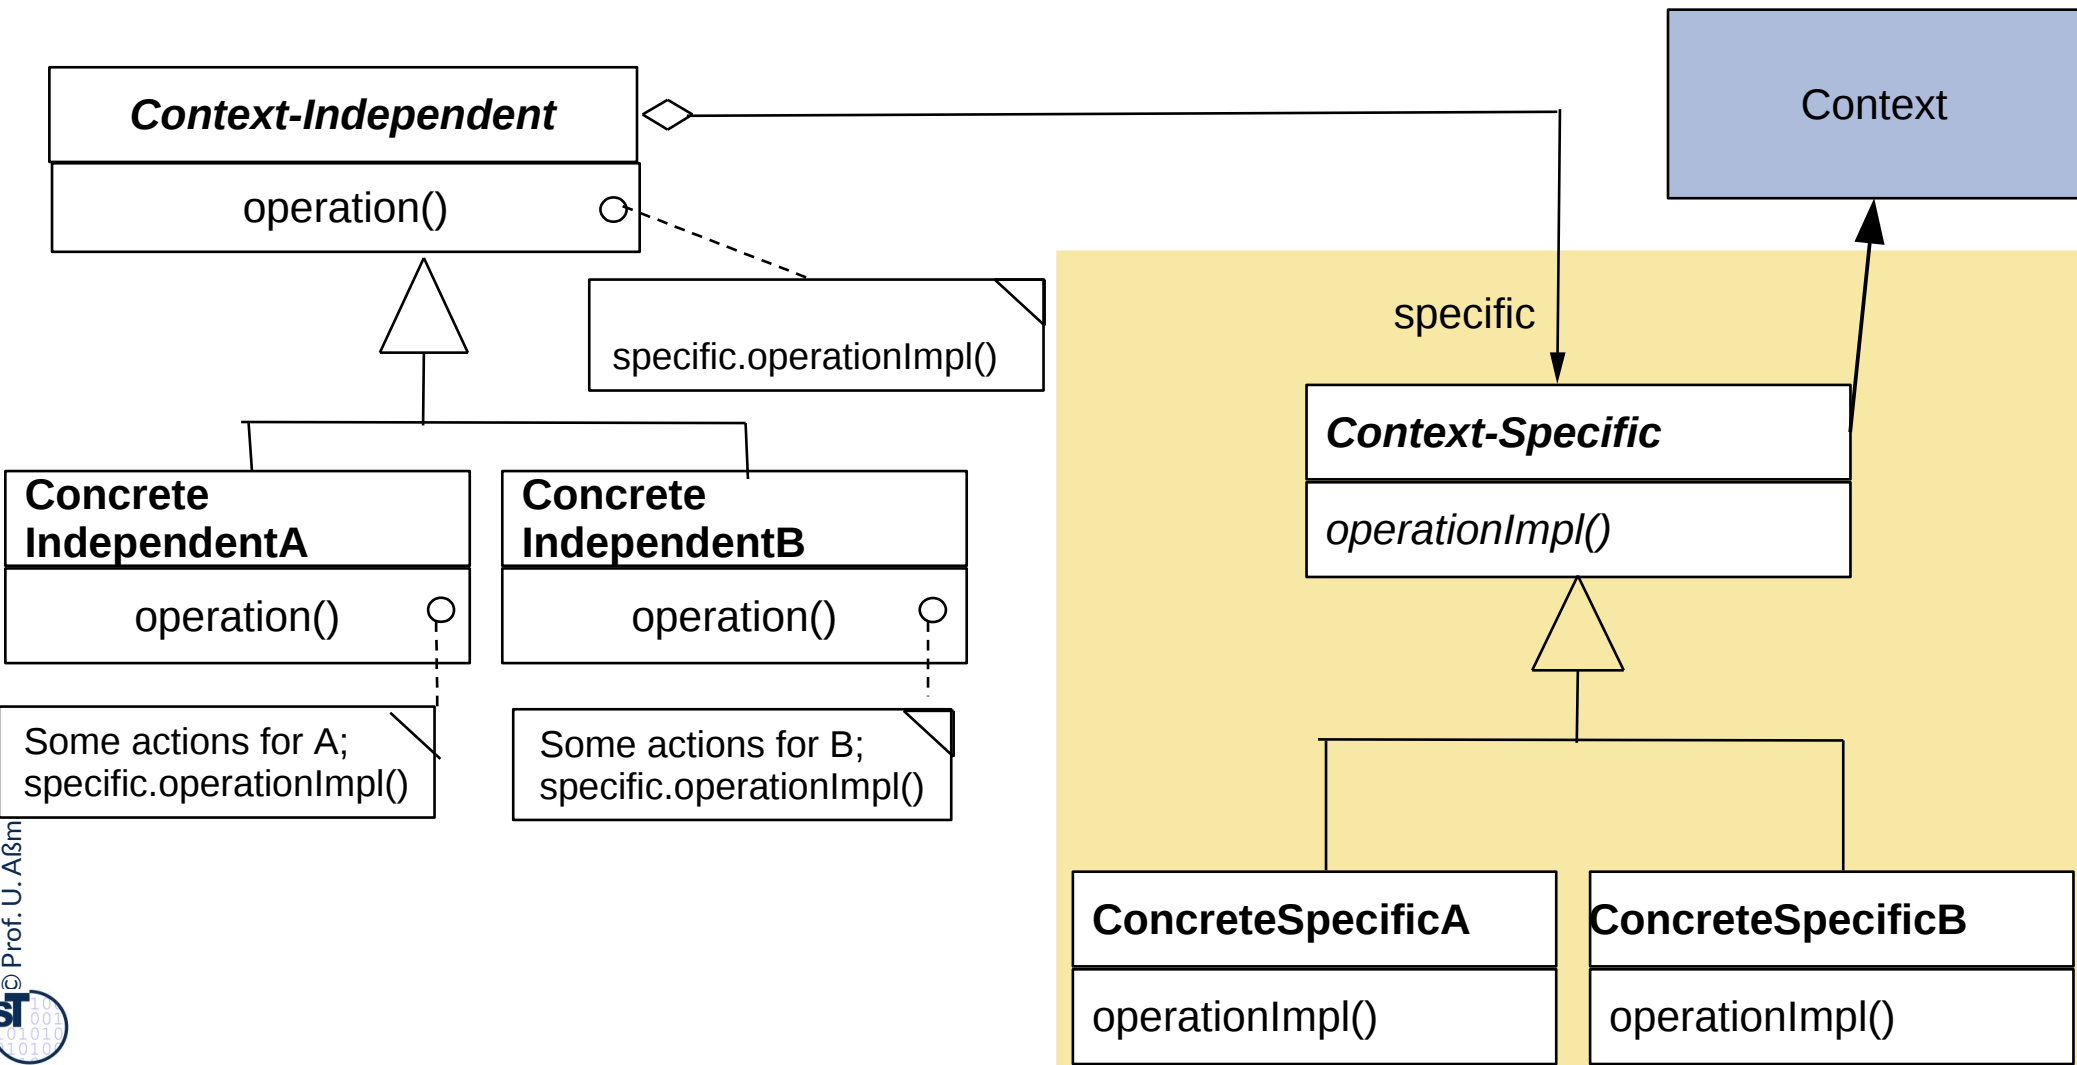 Context
Context-Independent
operation()
specific
specific.operationImpl()
Context-Specific
operationImpl()
Concrete
IndependentA
operation()
Concrete
IndependentB
operation()
Some actions for A;
specific.operationImpl()
Some actions for B;
specific.operationImpl()
ConcreteSpecificA
operationImpl()
ConcreteSpecificB
operationImpl()
© Prof. U. Aßm
ST